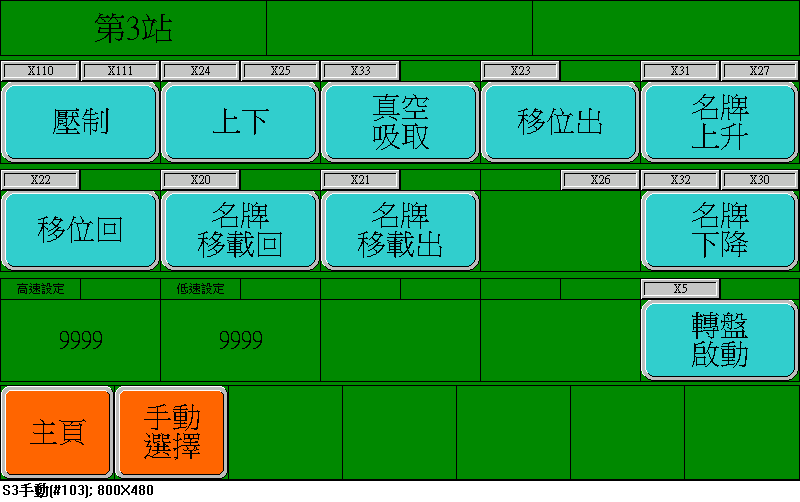 第3站
X110 X111 X24 X25 X33 X23 X31 X27
壓制 上下 真空 移位出 名牌
吸取 上升
X22 X20 X21 X26 X32 X30
移位回 名牌 名牌 名牌
移載回 移載出 下降
高速設定 低速設定 X5
9999 9999 轉盤
啟動
主頁 手動
選擇
S3手動(#103); 800X480